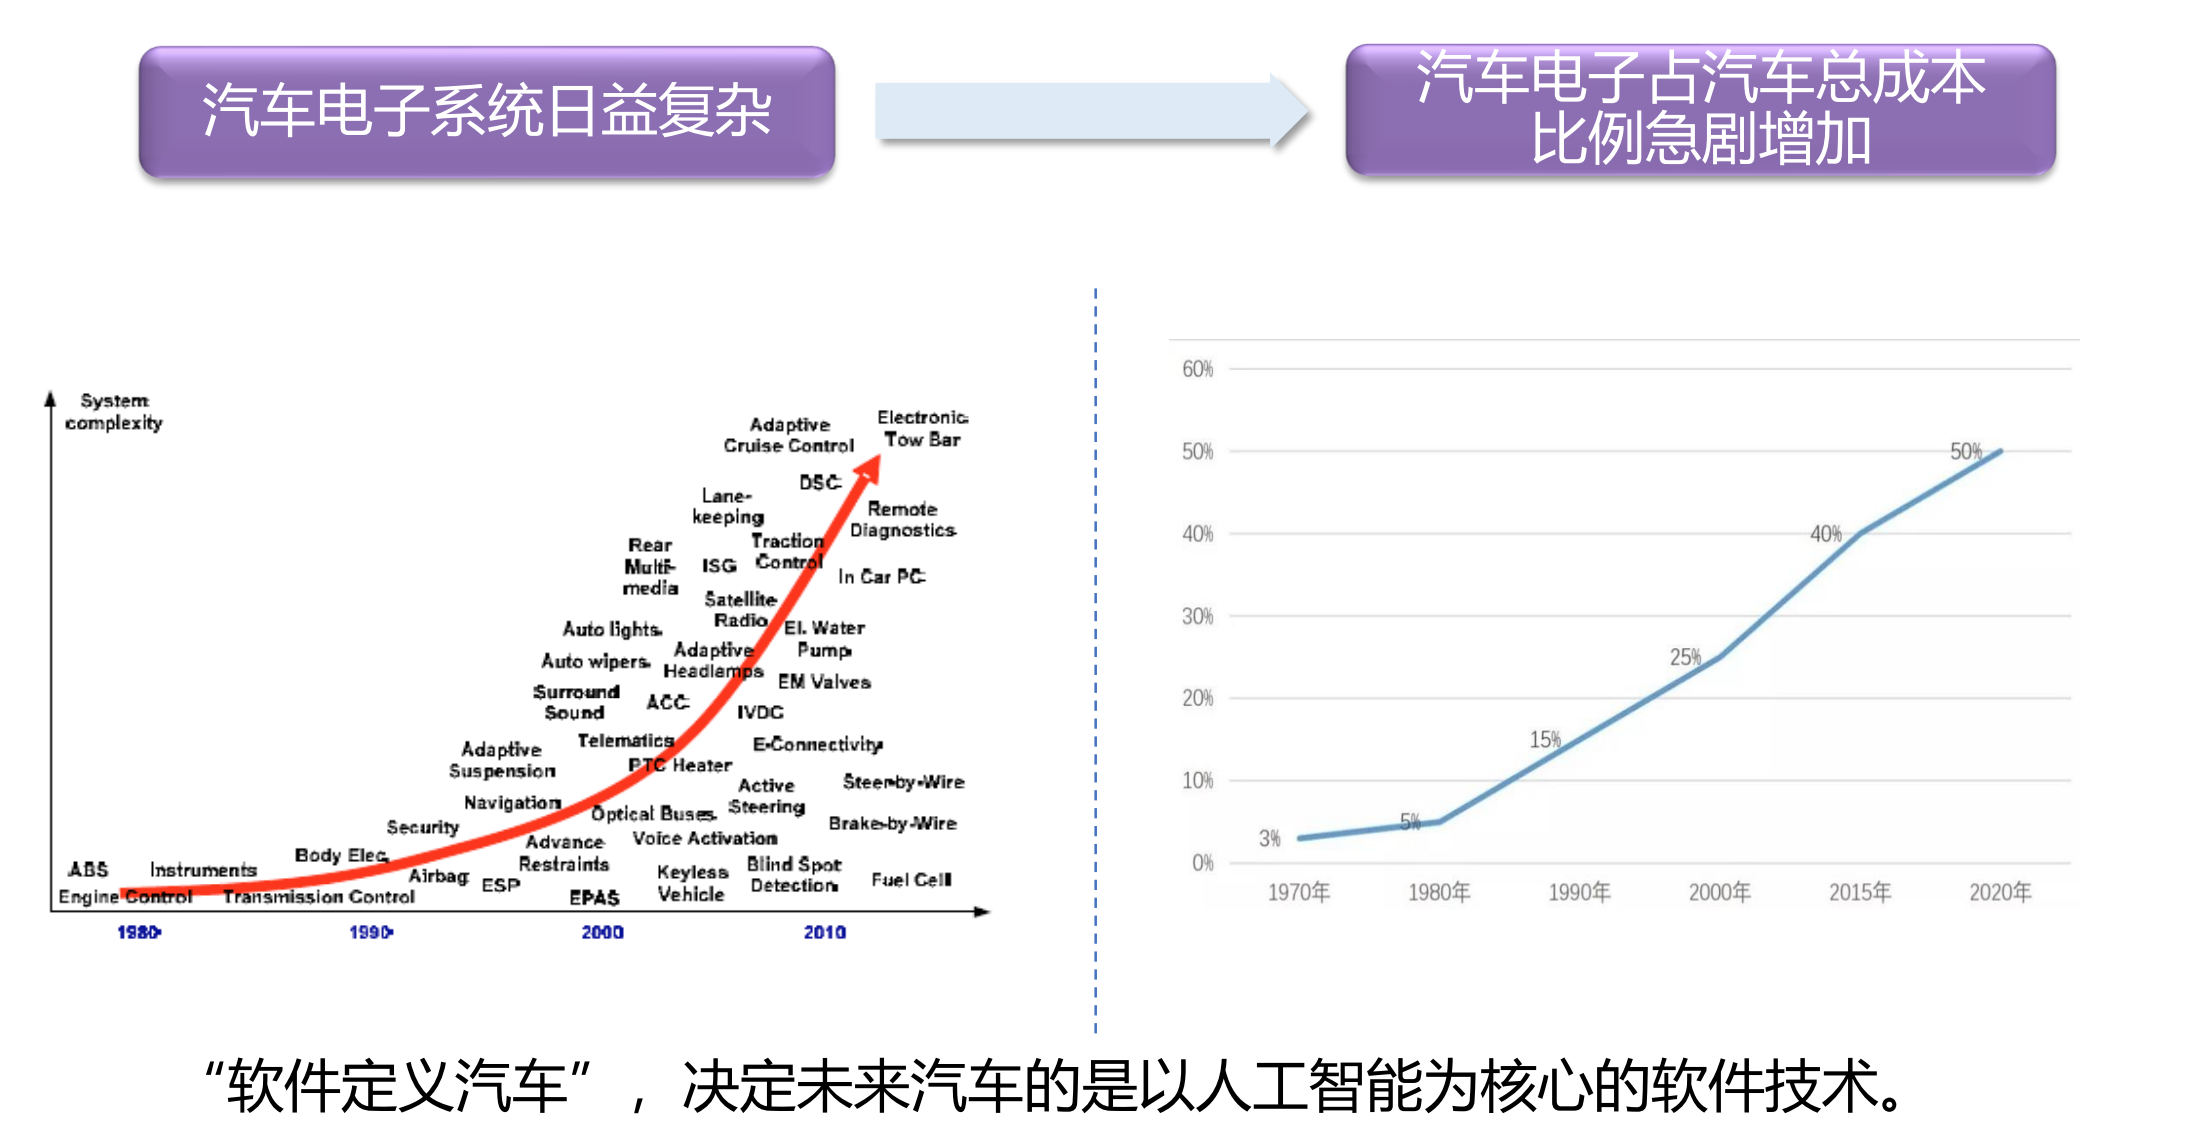 汽车电子系统日益复杂
汽车电子占汽车总成本
比例急剧增加
System
complexity
Adaptive
Cruise Control
Electronic
Tow Bar
DSC
Lane-
keeping
Remote
Diagnostics
Rear
Multi-
media
ISG
Traction
Control
In Car PC
Satellite
Radio
Auto lights
El. Water
Pump
Auto wipers
Adaptive
Headlamps
EM Valves
Surround
Sound
ACC
IVDC
Telematics
E-Connectivity
Adaptive
Suspension
PTC Heater
Active
Steering
Steer-by-Wire
Navigation
Optical Buses
Brake-by-Wire
Security
Advance
Restraints
Voice Activation
Body Elec
Airbag
ESP
Keyless
Vehicle
Blind Spot
Detection
Fuel Cell
ABS
Instruments
Engine Control
Transmission Control
EPAS
1980
1990
2000
2010
60%
50%
40%
30%
20%
10%
0%
3%
5%
15%
25%
40%
50%
1970年
1980年
1990年
2000年
2015年
2020年
“软件定义汽车”，决定未来汽车的是以人工智能为核心的软件技术。